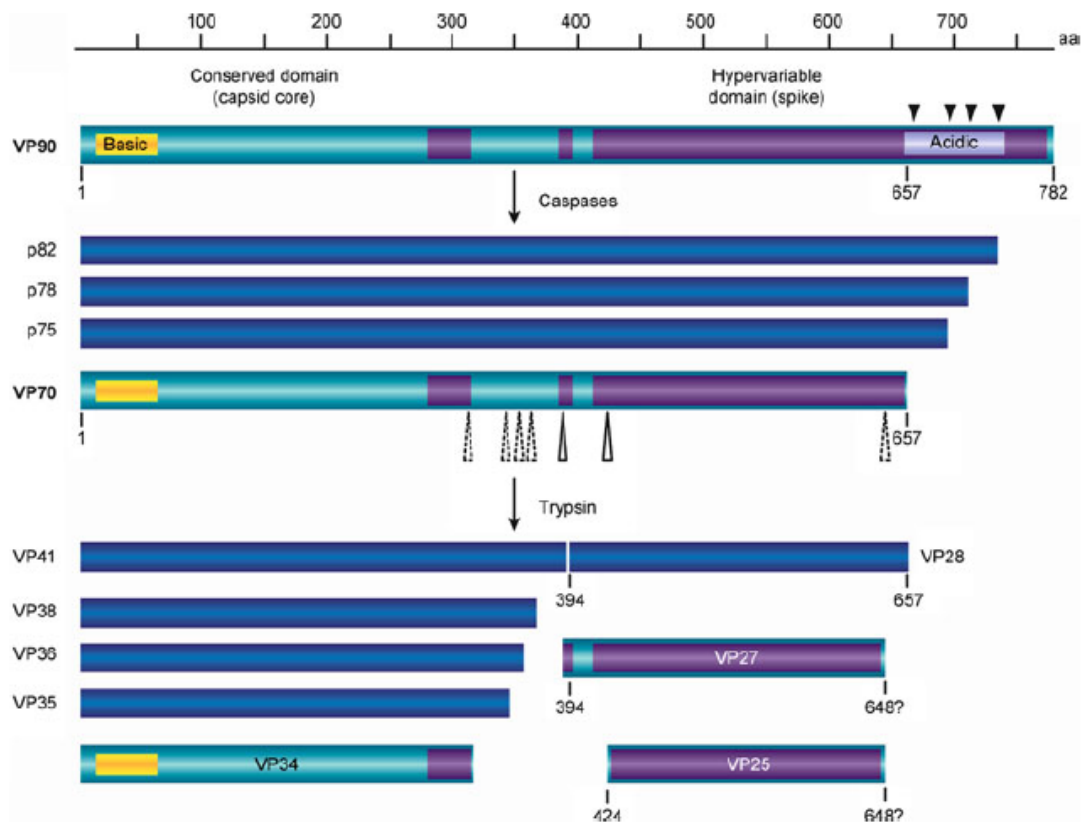 100 200 300 400 500 600 700
aa
Conserved domain
(capsid core)
Hypervariable
domain (spike)
VP90 Basic Acidic
1 657 782
Caspases
p82
p78
p75
VP70
1 657
Trypsin
VP41 VP28
394 657
VP38
VP36 VP27
394 648?
VP35
VP34 VP25
424 648?